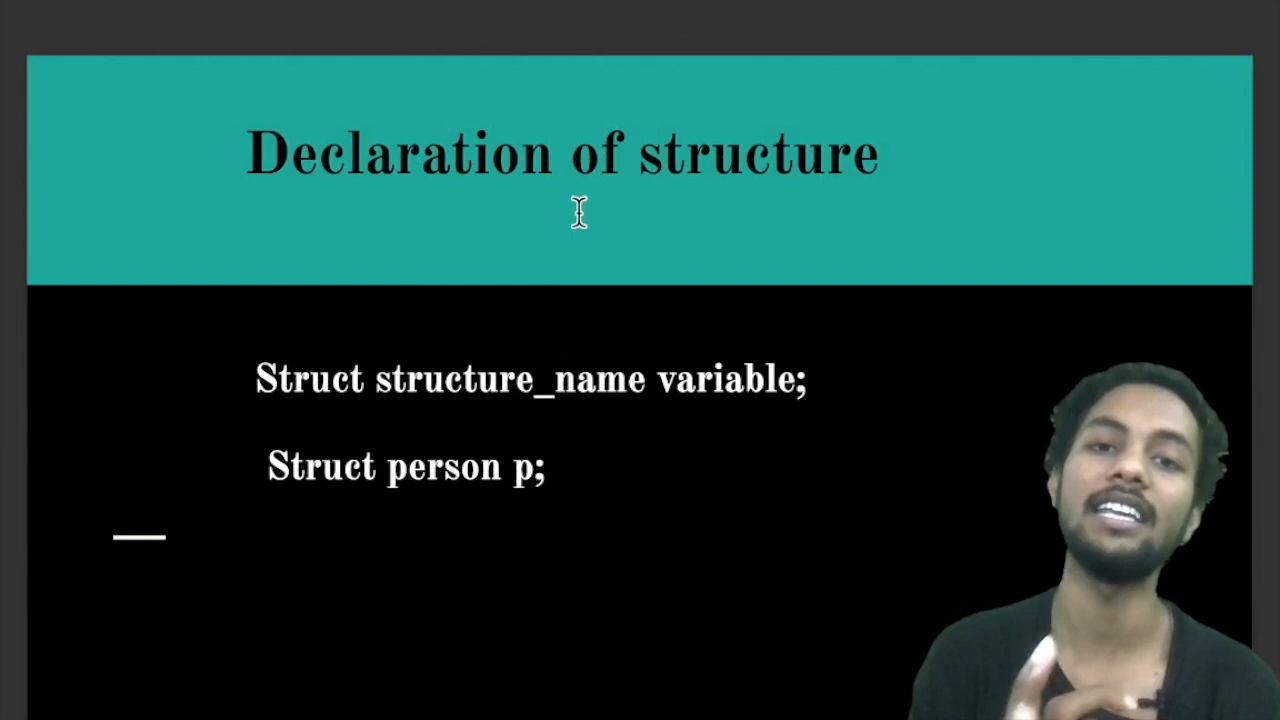 Declaration of structure
Struct structure_name variable;
Struct person p;